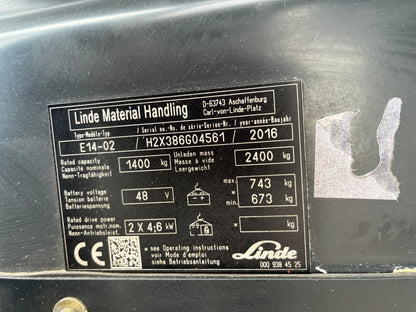 Linde Material Handling
D-63743 Aschaffenburg
Carl-von-Linde-Platz
Type-Modèle-Typ / Serial No.-No. de série-Serien-Nr. / year-année-Baujahr
E14-02 / H2X386G04561 / 2016
Rated capacity
Capacité nominale
Nenn-Tragfähigkeit
1400 kg
Unladen mass
Masse à vide
Leergewicht
2400 kg
Battery voltage
Tension batterie
Batteriespannung
48 V
max 743 kg
min 673 kg
Rated drive power
Puissance motr.nom.
Nenn-Antriebsleist.
2 X 4,6 kW
* = kg
CE
see Operating instructions
voir Mode d'emploi
siehe Betriebsanleitung
Linde
000 938 45 25